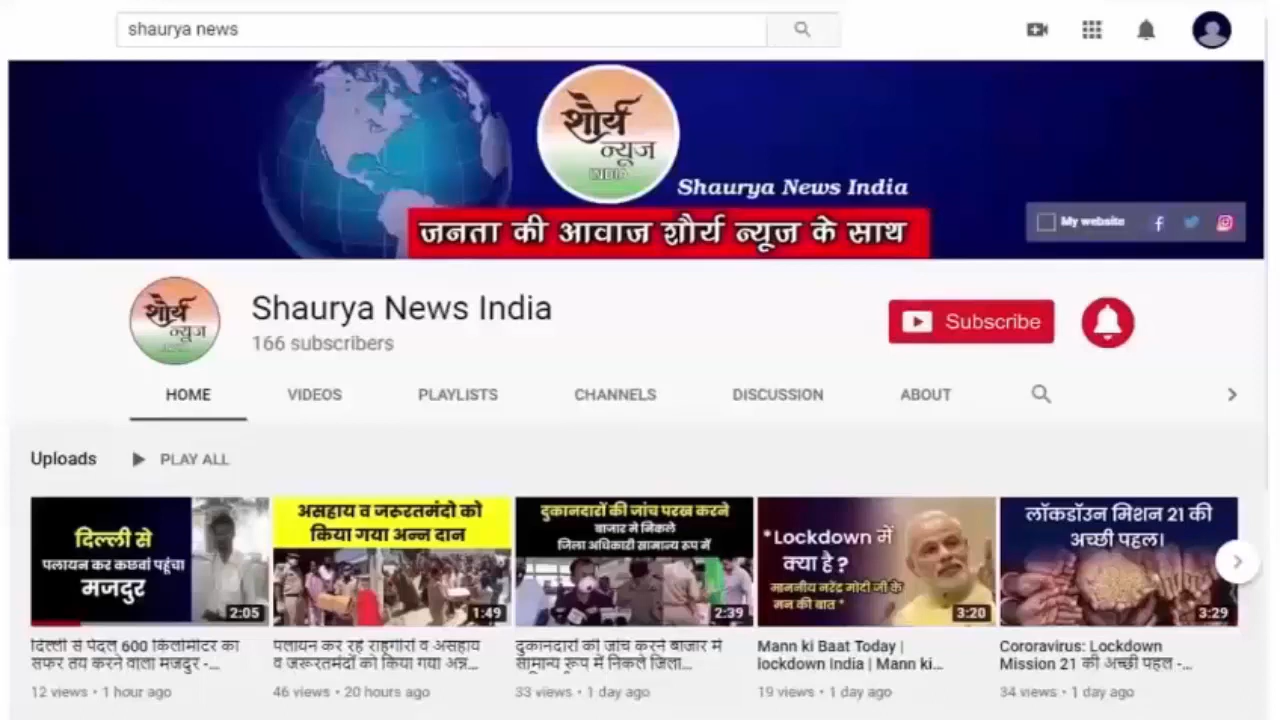 shaurya news
शौर्य
न्यूज
INDIA
Shaurya News India
जनता की आवाज शौर्य न्यूज के साथ
My website
शौर्य
न्यूज
Shaurya News India
166 subscribers
Subscribe
HOME VIDEOS PLAYLISTS CHANNELS DISCUSSION ABOUT
Uploads PLAY ALL
दिल्ली से
पलायन कर कछवां पहूंचा
मजदुर
2:05
असहाय व जरूरतमंदो को
किया गया अन्न दान
1:49
दुकानदारों की जांच परख करने
बाजार मे निकले
जिला अधिकारी सामान्य रूप में
2:39
*Lockdown में
क्या है ?
माननीय नरेंद्र मोदी जी के
मन की बात *
3:20
लॉकडॉउन मिशन 21 की
अच्छी पहल।
3:29
दिल्ली से पैदल 600 किलोमीटर का
सफर तय करने वाला मजदुर -...
12 views • 1 hour ago
पलायन कर रहे राहगीरों व असहाय
व जरूरतमंदों को किया गया अन्न...
46 views • 20 hours ago
दुकानदारों की जांच करने बाजार में
सामान्य रूप में निकले जिला...
33 views • 1 day ago
Mann ki Baat Today |
lockdown India | Mann ki...
19 views • 1 day ago
Cororavirus: Lockdown
Mission 21 की अच्छी पहल -...
34 views • 1 day ago